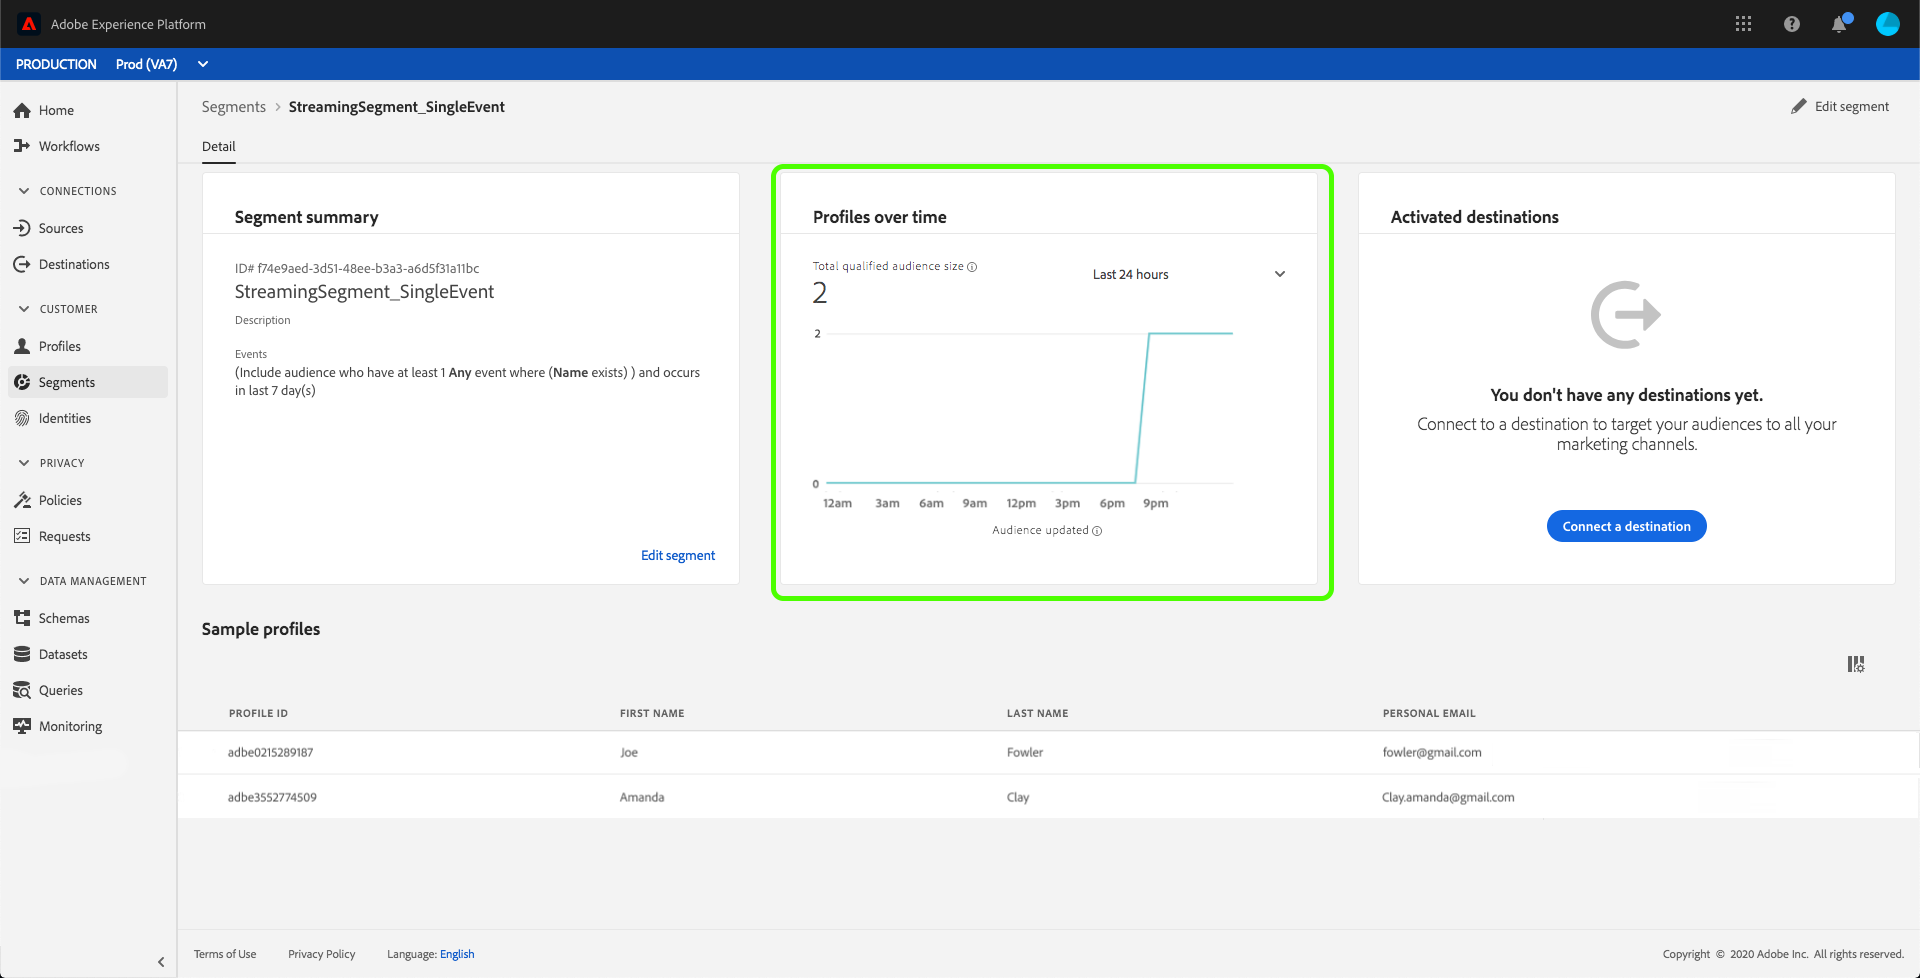 Adobe Experience Platform
PRODUCTION Prod (VA7)
Home
Workflows
CONNECTIONS
Sources
Destinations
CUSTOMER
Profiles
Segments
Identities
PRIVACY
Policies
Requests
DATA MANAGEMENT
Schemas
Datasets
Queries
Monitoring
Segments > StreamingSegment_SingleEvent
Edit segment
Detail
Segment summary
ID# f74e9aed-3d51-48ee-b3a3-a6d5f31a11bc
StreamingSegment_SingleEvent
Description
Events
(Include audience who have at least 1 Any event where (Name exists) ) and occurs
in last 7 day(s)
Edit segment
Profiles over time
Total qualified audience size
2
Last 24 hours
2
0
12am 3am 6am 9am 12pm 3pm 6pm 9pm
Audience updated
Activated destinations
You don't have any destinations yet.
Connect to a destination to target your audiences to all your
marketing channels.
Connect a destination
Sample profiles
PROFILE ID FIRST NAME LAST NAME PERSONAL EMAIL
adbe0215289187 Joe Fowler fowler@gmail.com
adbe3552774509 Amanda Clay Clay.amanda@gmail.com
Terms of Use Privacy Policy Language: English
Copyright © 2020 Adobe Inc. All rights reserved.